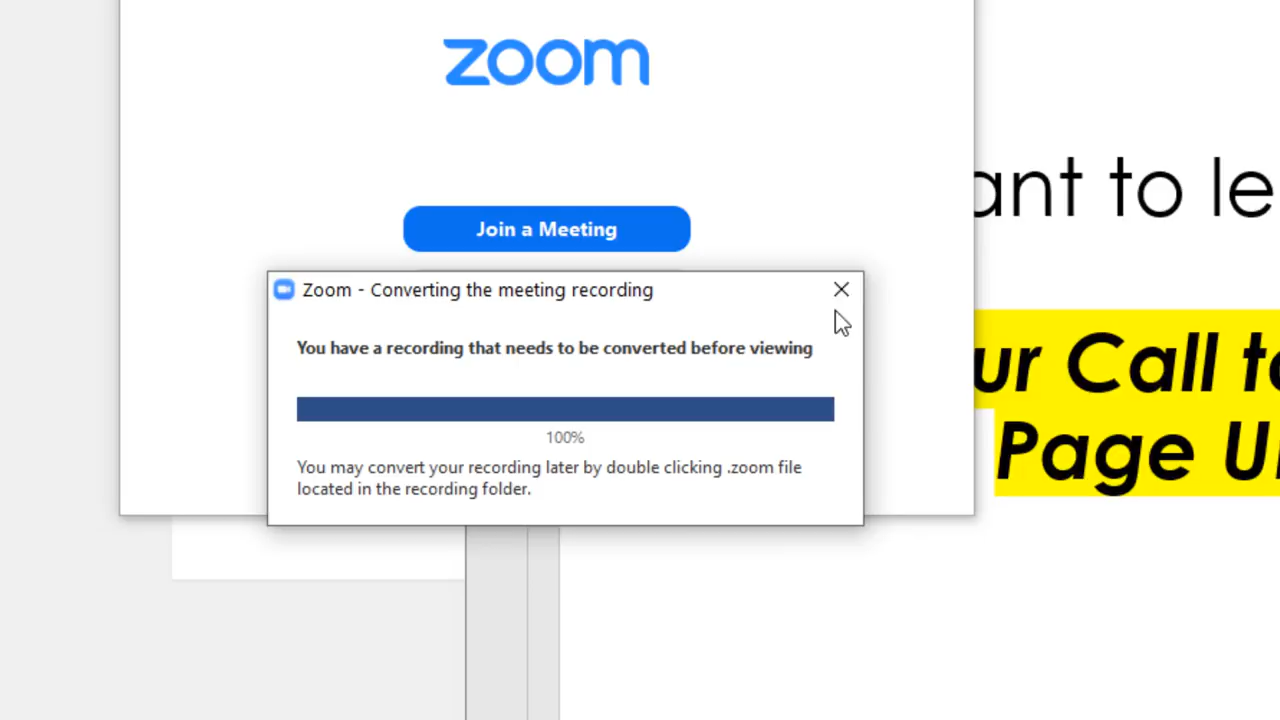 zoom
ant to le
Join a Meeting
Zoom - Converting the meeting recording
You have a recording that needs to be converted before viewing
ur Call to
100%
Page U
You may convert your recording later by double clicking .zoom file
located in the recording folder.